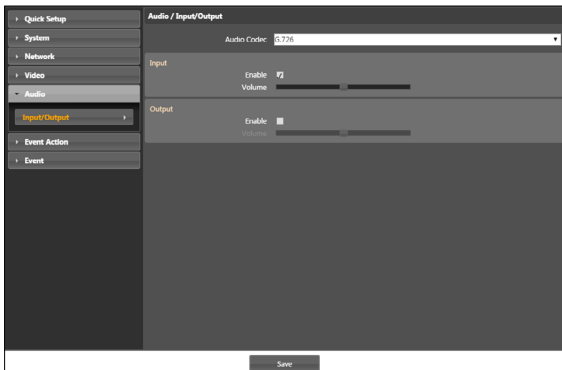 Quick Setup
System
Network
Video
Audio
Input/Output
Event Action
Event
Audio / Input/Output
Audio Codec G.726
Input
Enable
Volume
Output
Enable
Volume
Save